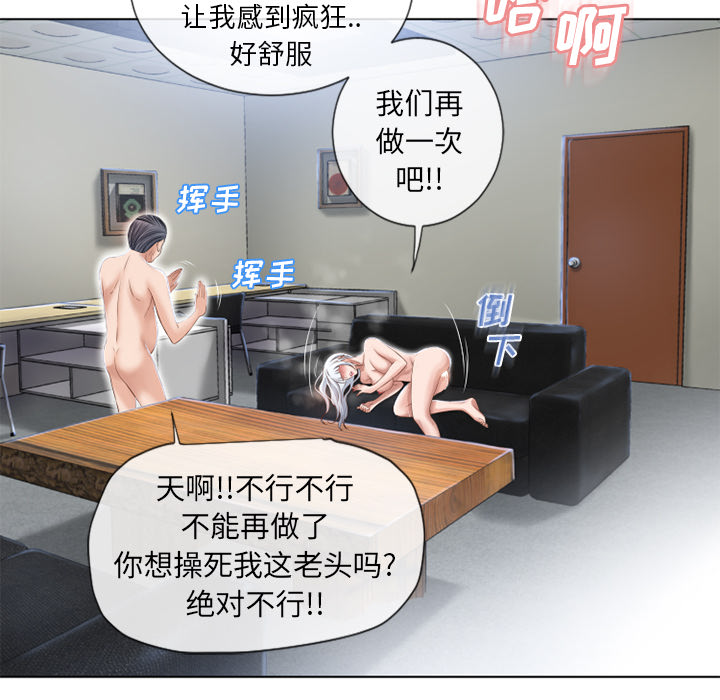 让我感到疯狂..
好舒服
啊
我们再
做一次
吧!!
挥手
挥手
倒下
天啊!!不行不行
不能再做了
你想操死我这老头吗?
绝对不行!!